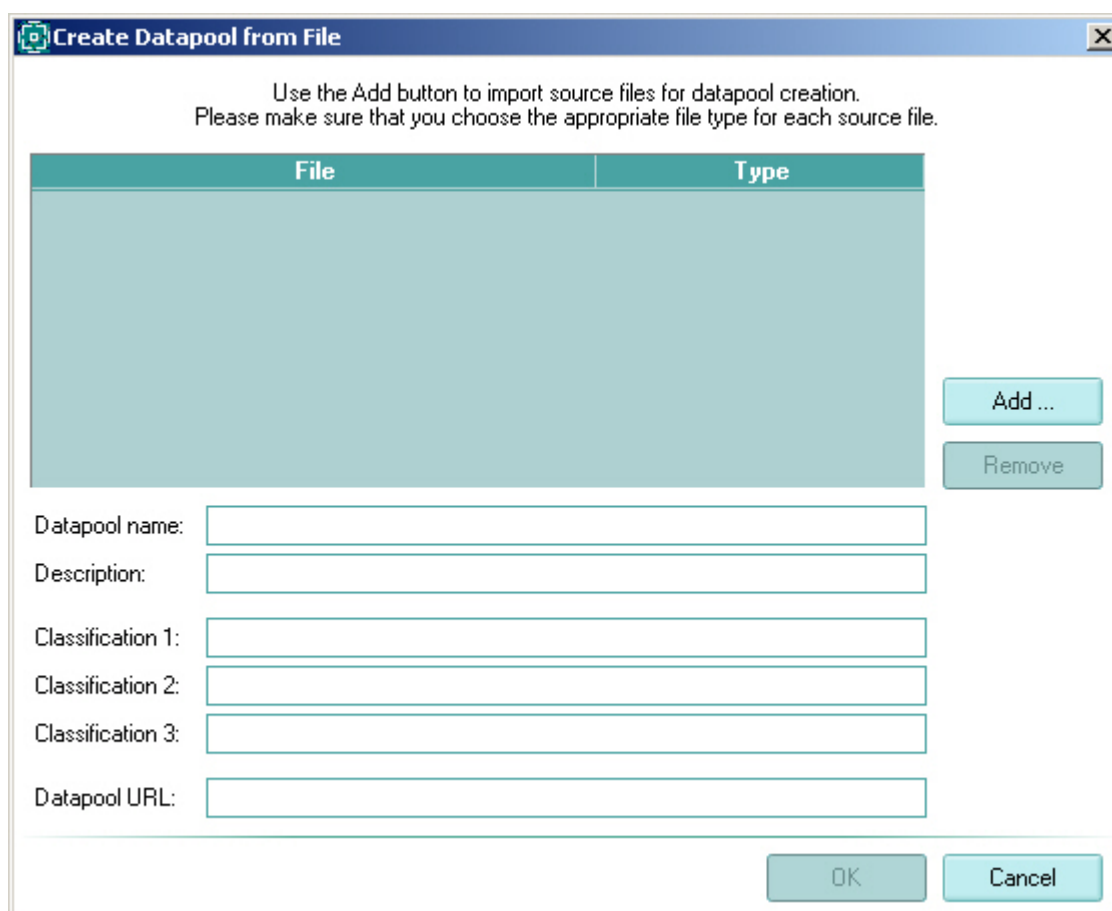 Create Datapool from File
Use the Add button to import source files for datapool creation.
Please make sure that you choose the appropriate file type for each source file.
File Type
Add ...
Remove
Datapool name:
Description:
Classification 1:
Classification 2:
Classification 3:
Datapool URL:
OK Cancel